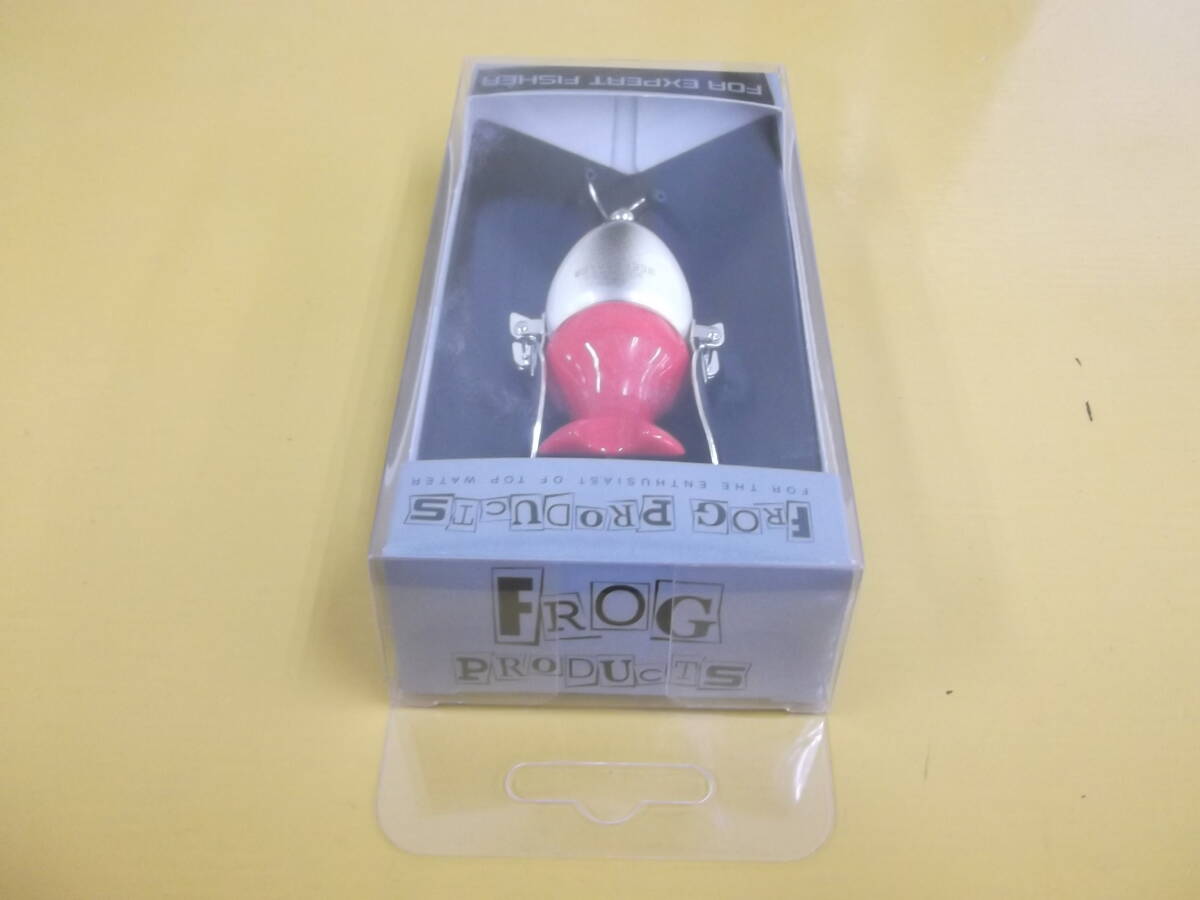 FOR EXPERT FISHER
FROG PRODUCTS
FOR THE ENTHUSIAST OF TOP WATER
FROG
PRODUCTS